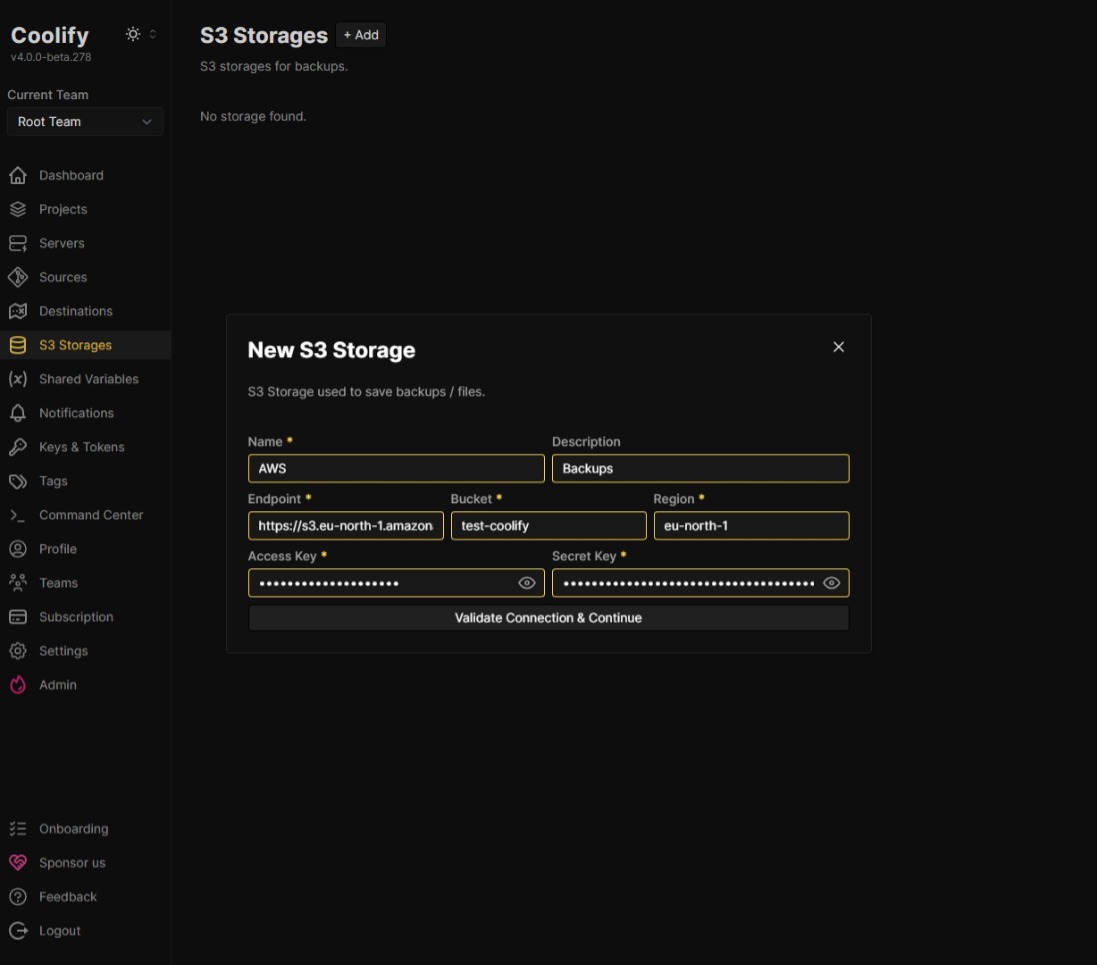 Coolify
v4.0.0-beta.278
Current Team
Root Team
Dashboard
Projects
Servers
Sources
Destinations
S3 Storages
Shared Variables
Notifications
Keys & Tokens
Tags
Command Center
Profile
Teams
Subscription
Settings
Admin
Onboarding
Sponsor us
Feedback
Logout
S3 Storages + Add
S3 storages for backups.
No storage found.
New S3 Storage
S3 Storage used to save backups / files.
Name * Description
AWS Backups
Endpoint * Bucket * Region *
https://s3.eu-north-1.amazon test-coolify eu-north-1
Access Key * Secret Key *
•••••••••••••••••••• ••••••••••••••••••••••••••••••••••••
Validate Connection & Continue